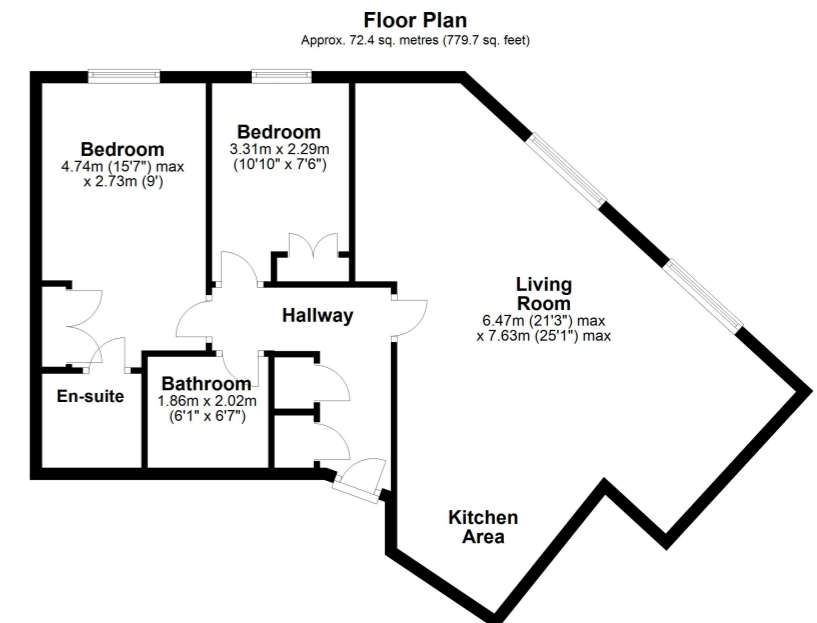 Floor Plan
Approx. 72.4 sq. metres (779.7 sq. feet)
Bedroom
4.74m (15'7") max
x 2.73m (9')
Bedroom
3.31m x 2.29m
(10'10" x 7'6")
Living
Room
6.47m (21'3") max
x 7.63m (25'1") max
Hallway
En-suite
Bathroom
1.86m x 2.02m
(6'1" x 6'7")
Kitchen
Area